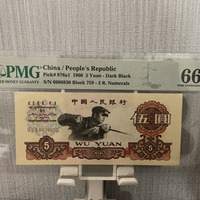 PMG
China / People's Republic
Pick# 876a1 1960 5 Yuan - Dark Black
S/N 6086830 Block 759 - 3 R. Numerals
66
中国人民银行
伍圆
5
WU YUAN
5